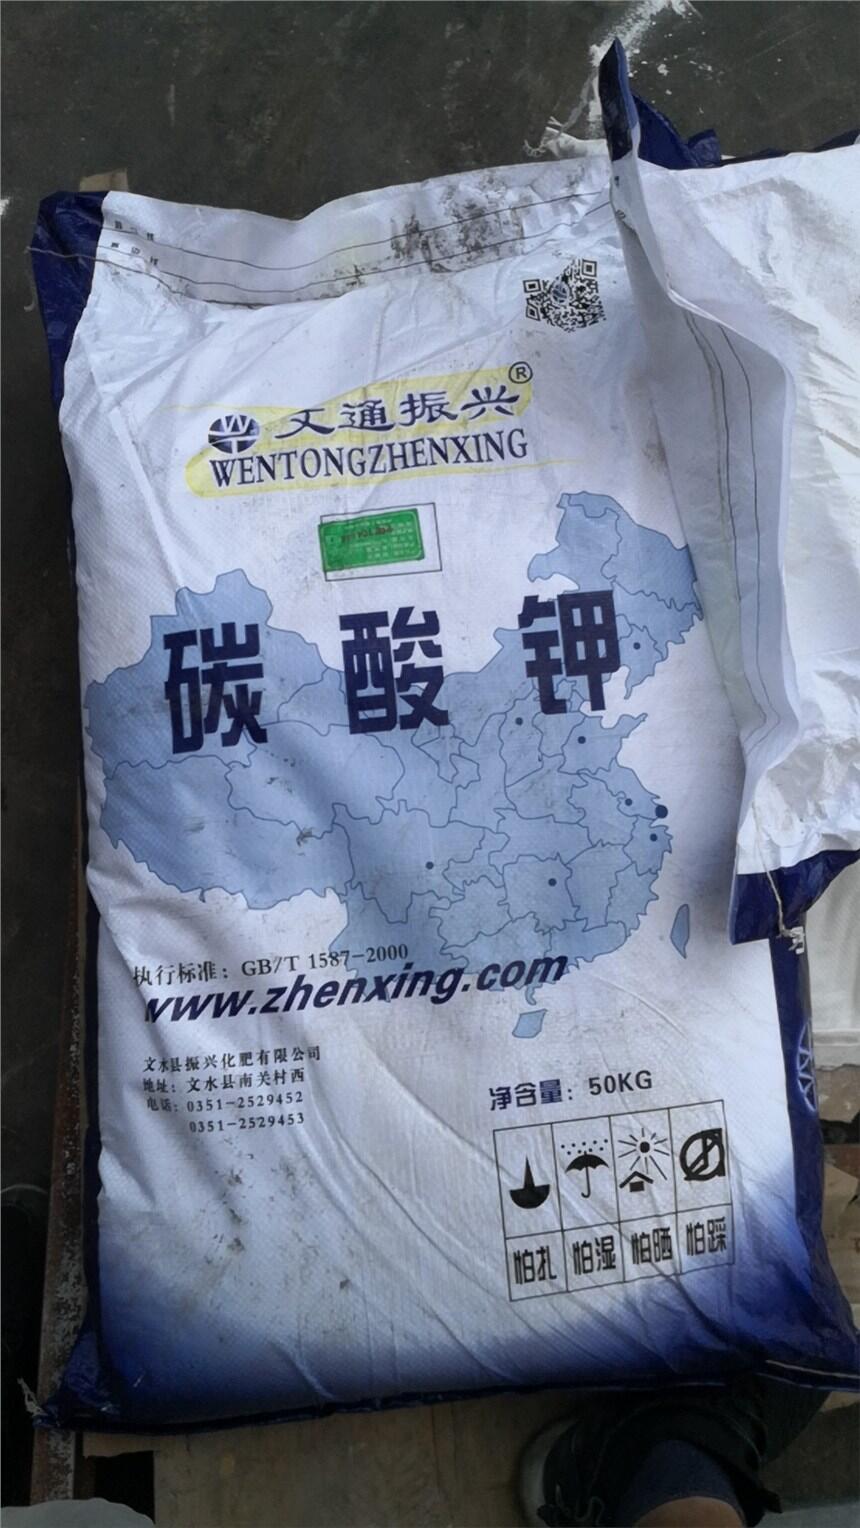 文通振兴®
WENTONGZHENXING
碳酸钾
执行标准：GB/T 1587-2000
www.zhenxing.com
文水县振兴化肥有限公司
地址：文水县南关村西
电话：0351-2529452
0351-2529453
净含量：50KG
怕扎 怕湿 怕晒 怕踩